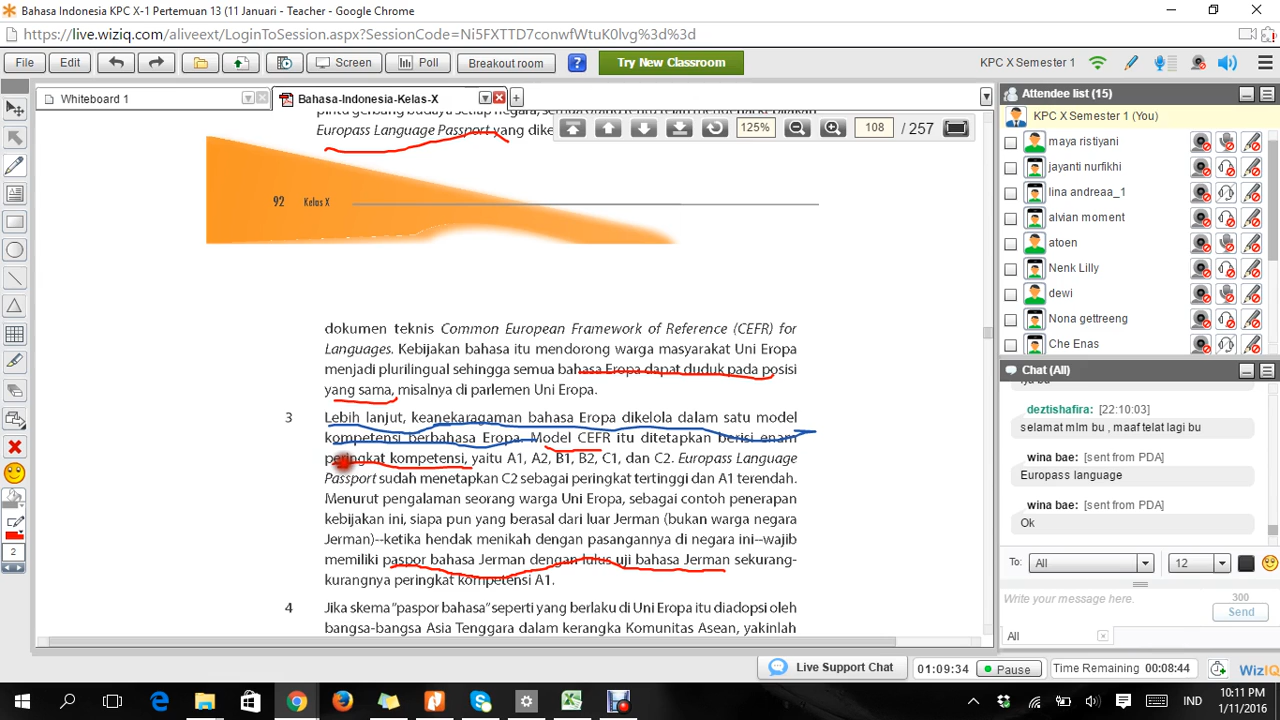 Bahasa Indonesia KPC X-1 Pertemuan 13 (11 Januari - Teacher - Google Chrome
https://live.wiziq.com/aliveext/LoginToSession.aspx?SessionCode=Ni5FXTTD7conwfWtuK0lvg%3d%3d
File Edit Screen Poll Breakout room ? Try New Classroom KPC X Semester 1
Whiteboard 1 Bahasa-Indonesia-Kelas-X +
Europass Language Passport yang dike
125% 108 / 257
92 Kelas X
dokumen teknis Common European Framework of Reference (CEFR) for
Languages. Kebijakan bahasa itu mendorong warga masyarakat Uni Eropa
menjadi plurilingual sehingga semua bahasa Eropa dapat duduk pada posisi
yang sama, misalnya di parlemen Uni Eropa.
3 Lebih lanjut, keanekaragaman bahasa Eropa dikelola dalam satu model
kompetensi berbahasa Eropa. Model CEFR itu ditetapkan berisi enam
peringkat kompetensi, yaitu A1, A2, B1, B2, C1, dan C2. Europass Language
Passport sudah menetapkan C2 sebagai peringkat tertinggi dan A1 terendah.
Menurut pengalaman seorang warga Uni Eropa, sebagai contoh penerapan
kebijakan ini, siapa pun yang berasal dari luar Jerman (bukan warga negara
Jerman)--ketika hendak menikah dengan pasangannya di negara ini--wajib
memiliki paspor bahasa Jerman dengan lulus uji bahasa Jerman sekurang-
kurangnya peringkat kompetensi A1.
4 Jika skema "paspor bahasa" seperti yang berlaku di Uni Eropa itu diadopsi oleh
bangsa-bangsa Asia Tenggara dalam kerangka Komunitas Asean, yakinlah
2
Attendee list (15)
KPC X Semester 1 (You)
maya ristiyani
jayanti nurfikhi
lina andreaa_1
alvian moment
atoen
Nenk Lilly
dewi
Nona gettreeng
Che Enas
Chat (All)
deztishafira: [22:10:03]
selamat mlm bu , maaf telat lagi bu
wina bae: [sent from PDA]
Europass language
wina bae: [sent from PDA]
Ok
To: All 12
Write your message here. 300
Send
All
Live Support Chat 01:09:34 Pause Time Remaining 00:08:44 WizIQ
IND 10:11 PM
1/11/2016